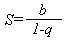 S= b / 1-q